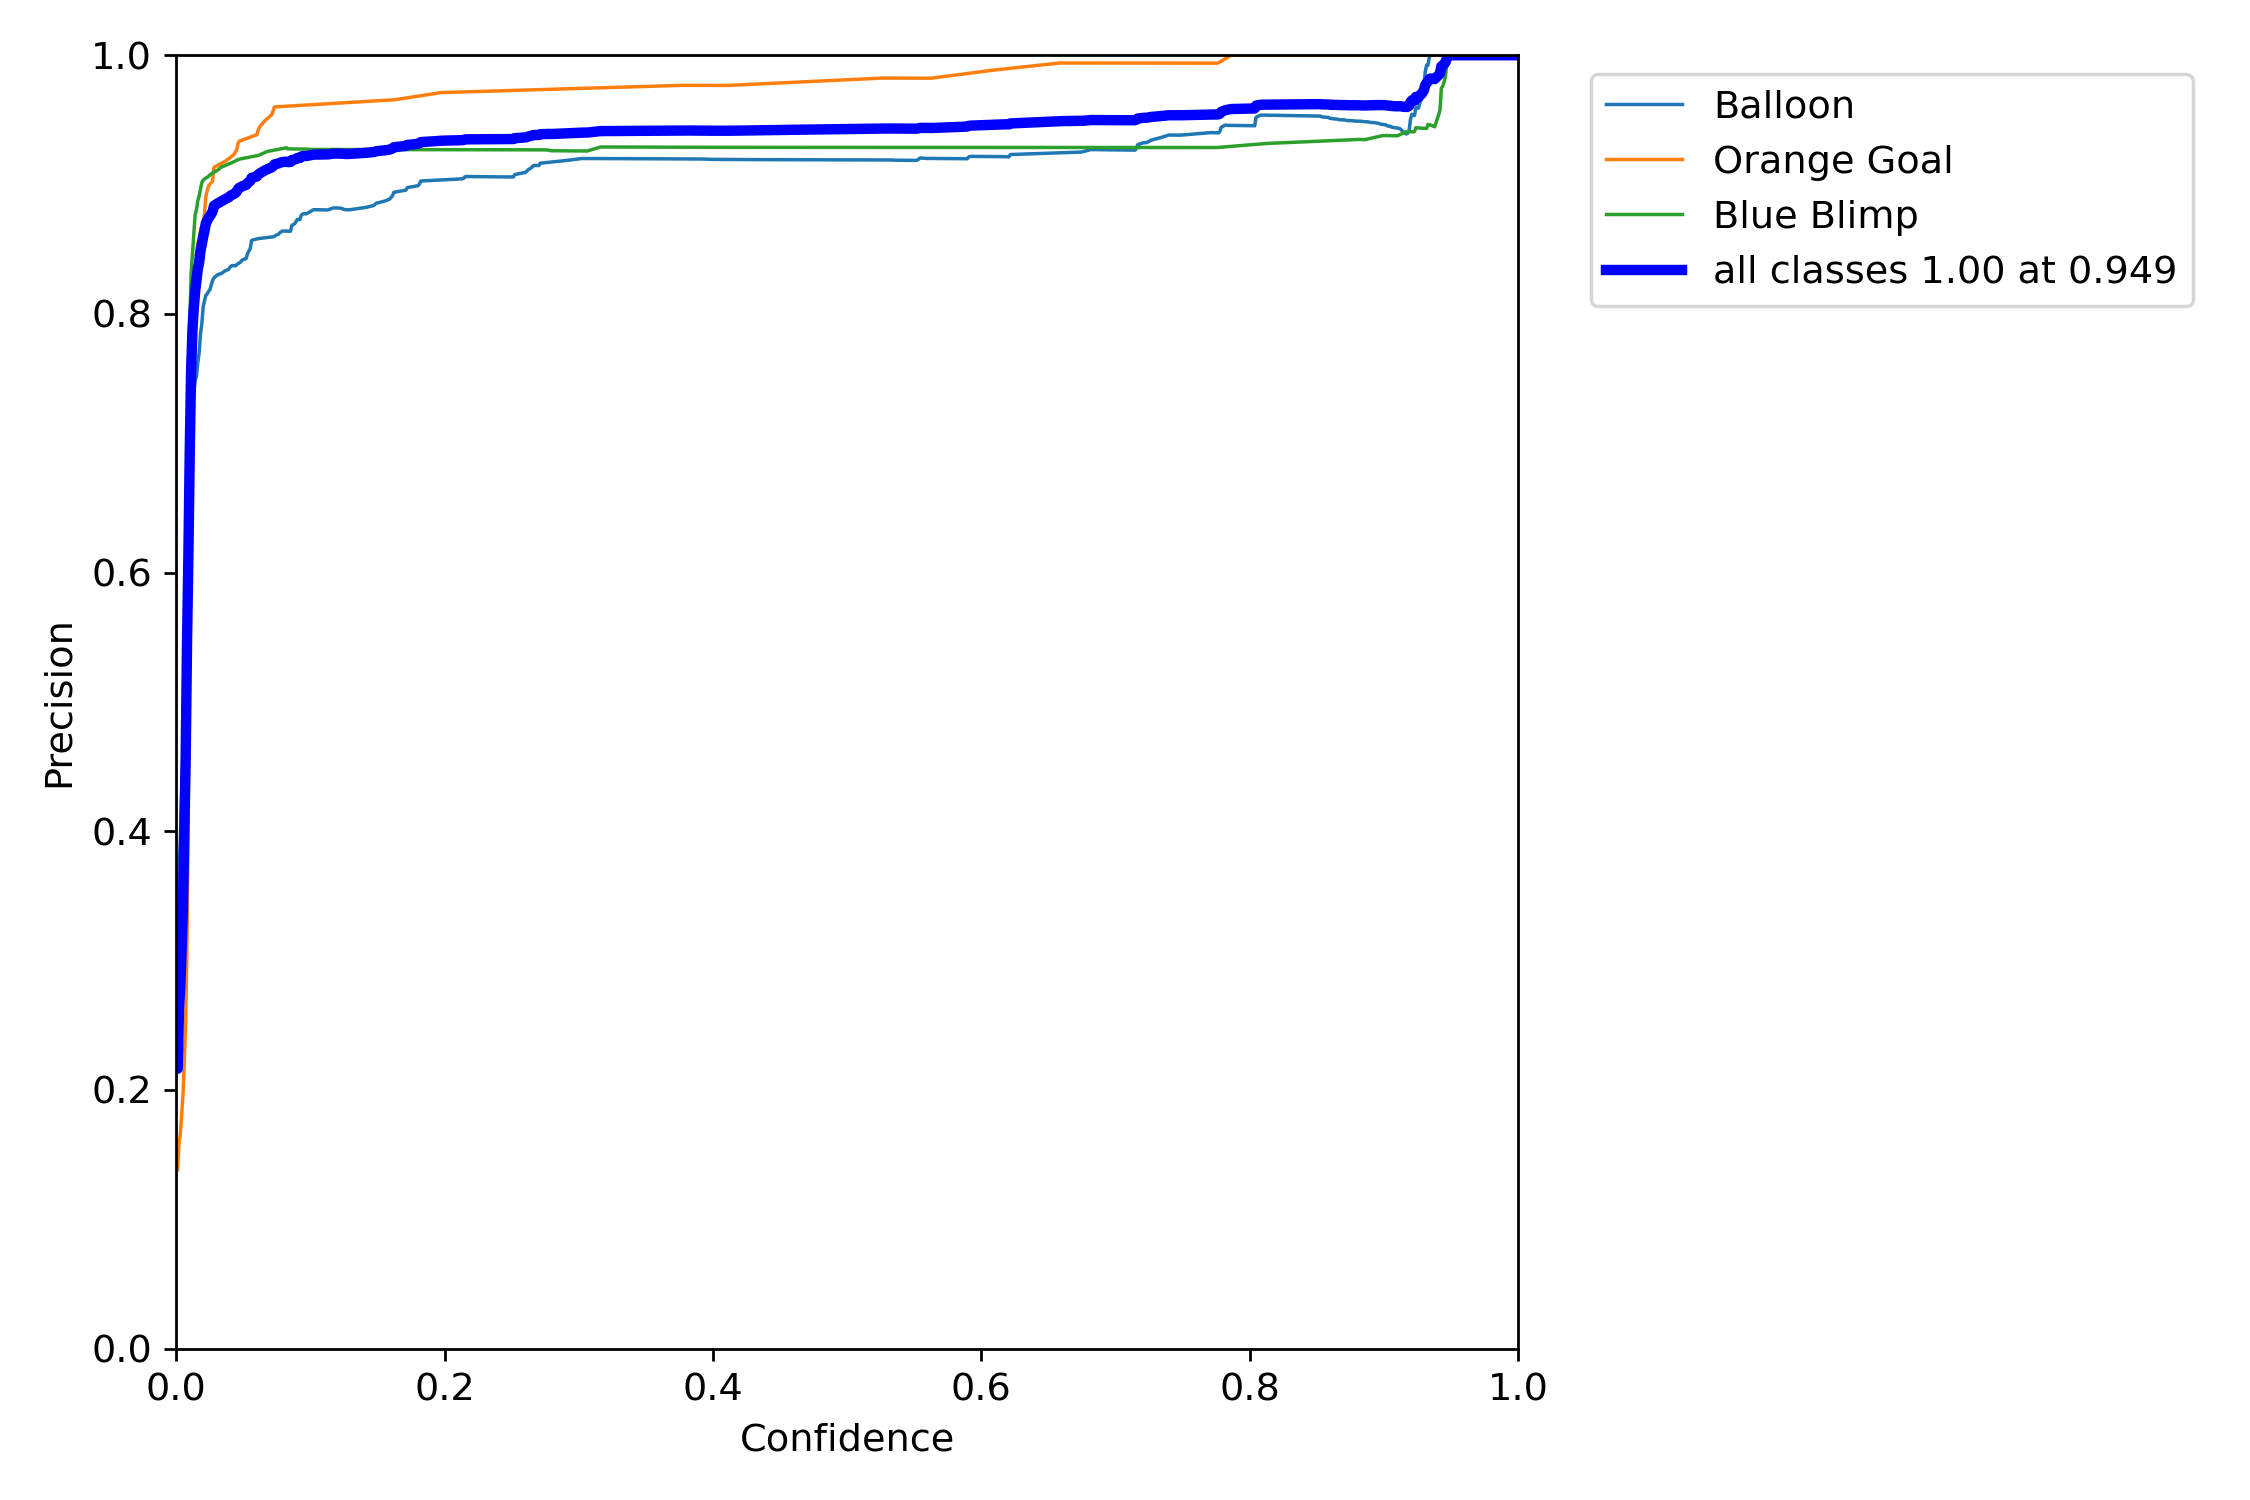 1.0
0.8
0.6
0.4
0.2
0.0
Precision
0.0 0.2 0.4 0.6 0.8 1.0
Confidence
Balloon
Orange Goal
Blue Blimp
all classes 1.00 at 0.949